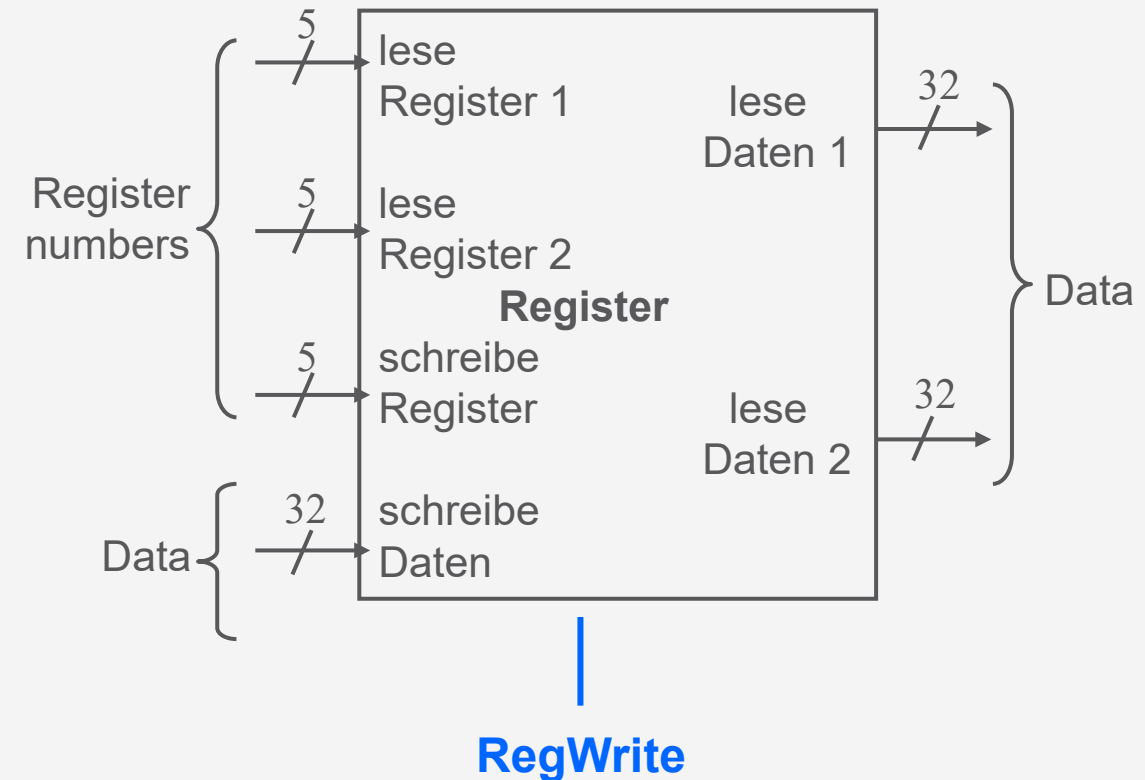 5
lese
Register 1
32
lese
Daten 1
Register
numbers
5
lese
Register 2
Register
Data
5
schreibe
Register
32
lese
Daten 2
32
schreibe
Daten
Data
RegWrite